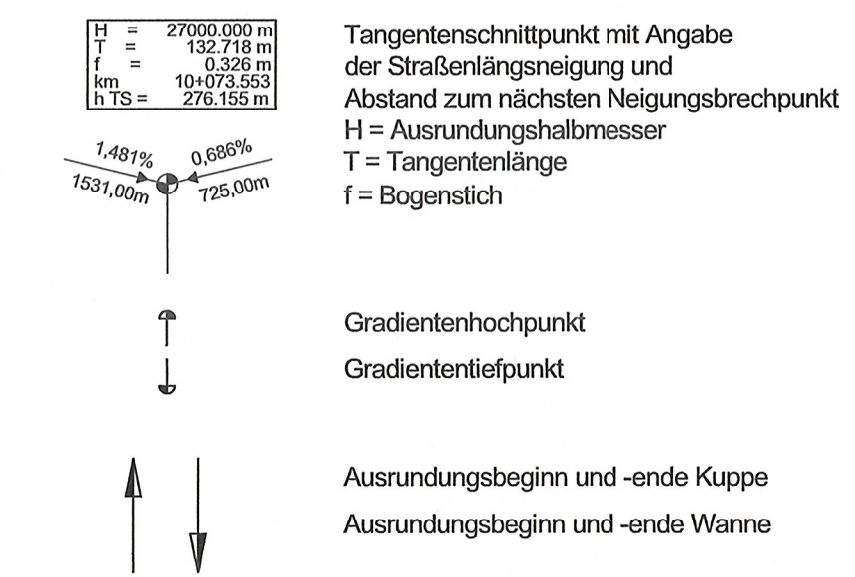 H = 27000.000 m
T = 132.718 m
f = 0.326 m
km 10+073.553
h TS = 276.155 m
Tangentenschnittpunkt mit Angabe
der Straßenlängsneigung und
Abstand zum nächsten Neigungsbrechpunkt
H = Ausrundungshalbmesser
T = Tangentenlänge
f = Bogenstich
1,481% 0,686%
1531,00m 725,00m
Gradientenhochpunkt
Gradiententiefpunkt
Ausrundungsbeginn und -ende Kuppe
Ausrundungsbeginn und -ende Wanne